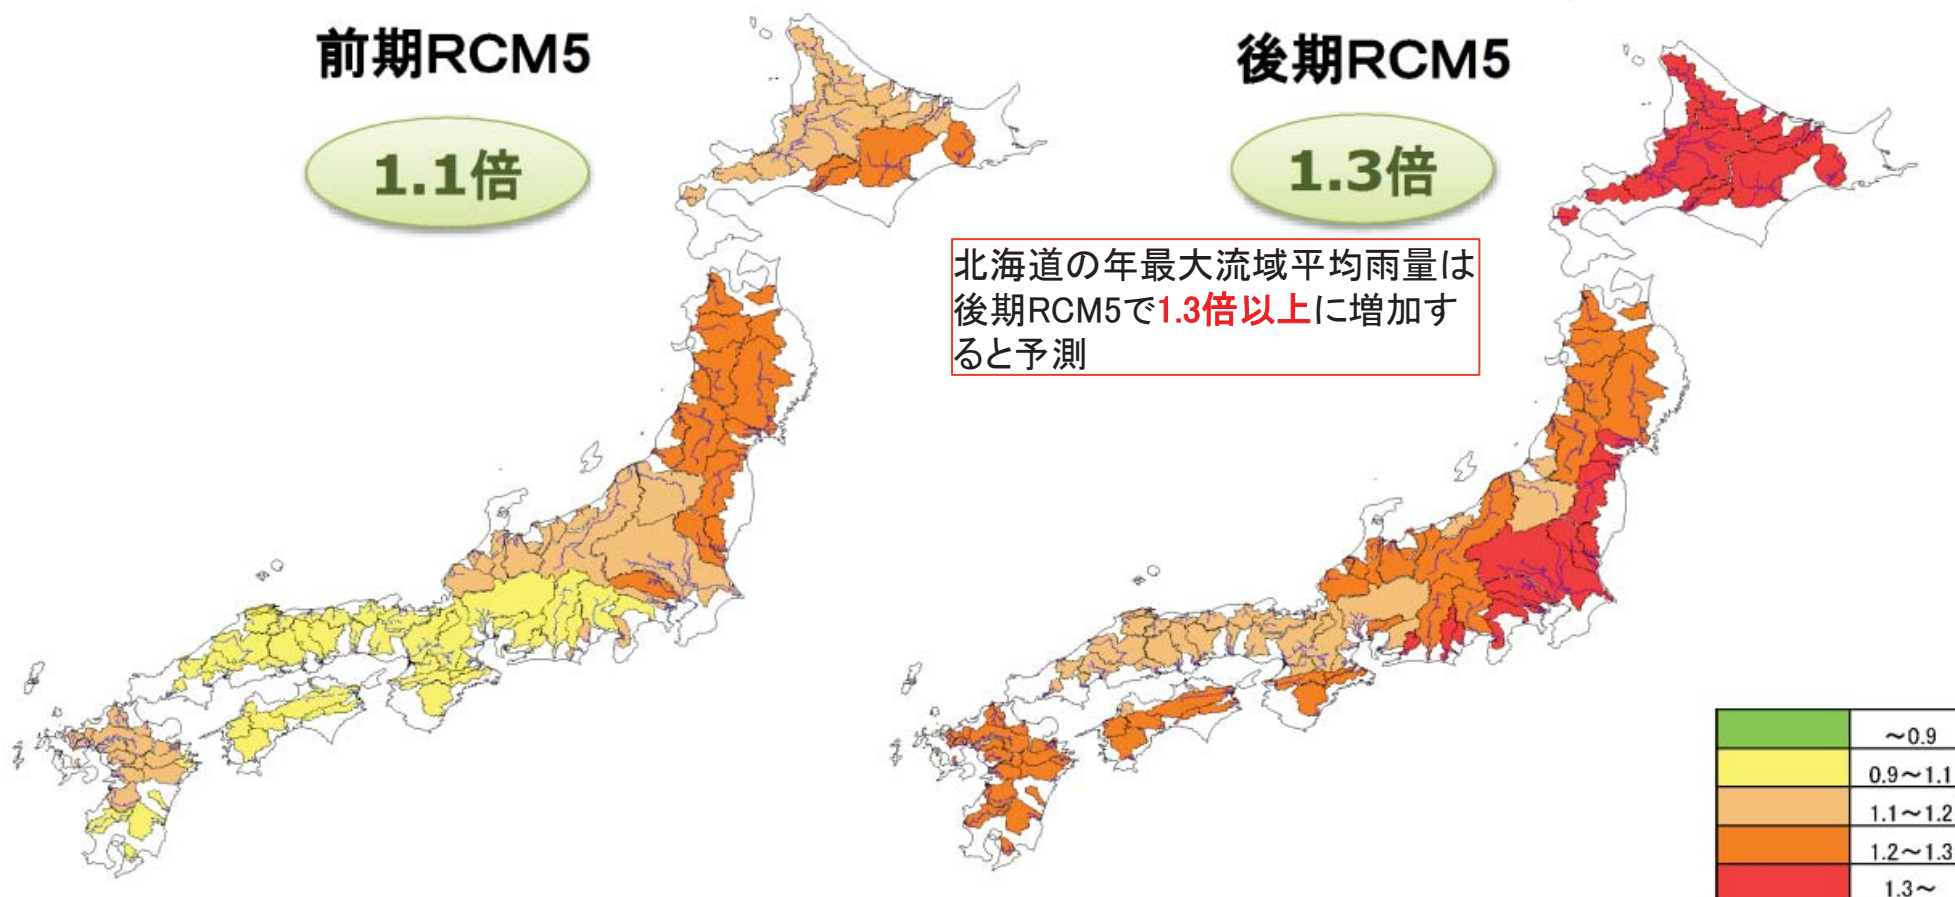 前期RCM5
1.1倍
後期RCM5
1.3倍
北海道の年最大流域平均雨量は
後期RCM5で1.3倍以上に増加す
ると予測
～0.9
0.9～1.1
1.1～1.2
1.2～1.3
1.3～